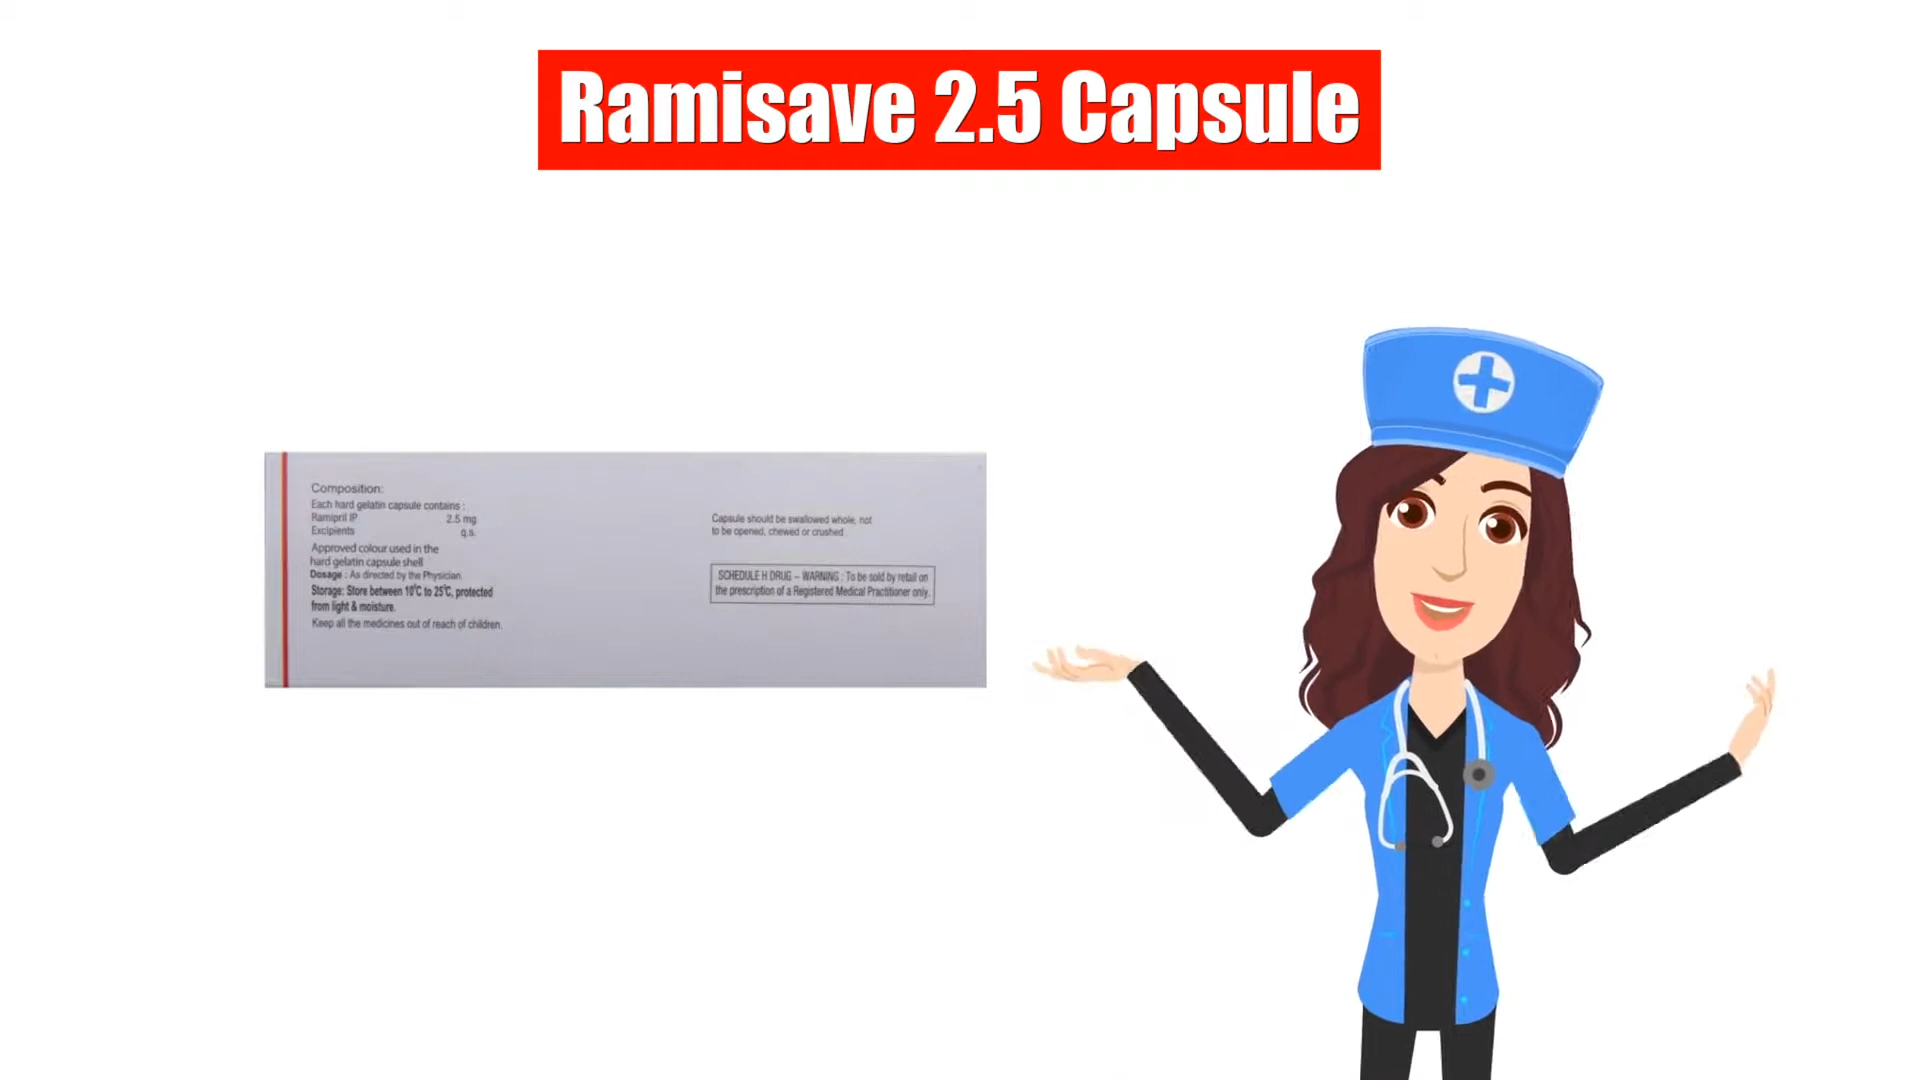 Ramisave 2.5 Capsule
Composition:
Each hard gelatin capsule contains :
Ramipril IP 2.5 mg
Excipients q.s.
Approved colour used in the
hard gelatin capsule shell
Dosage : As directed by the Physician.
Storage: Store between 10°C to 25°C, protected
from light & moisture.
Keep all the medicines out of reach of children.
Capsule should be swallowed whole, not
to be opened, chewed or crushed.
SCHEDULE H DRUG – WARNING : To be sold by retail on
the prescription of a Registered Medical Practitioner only.